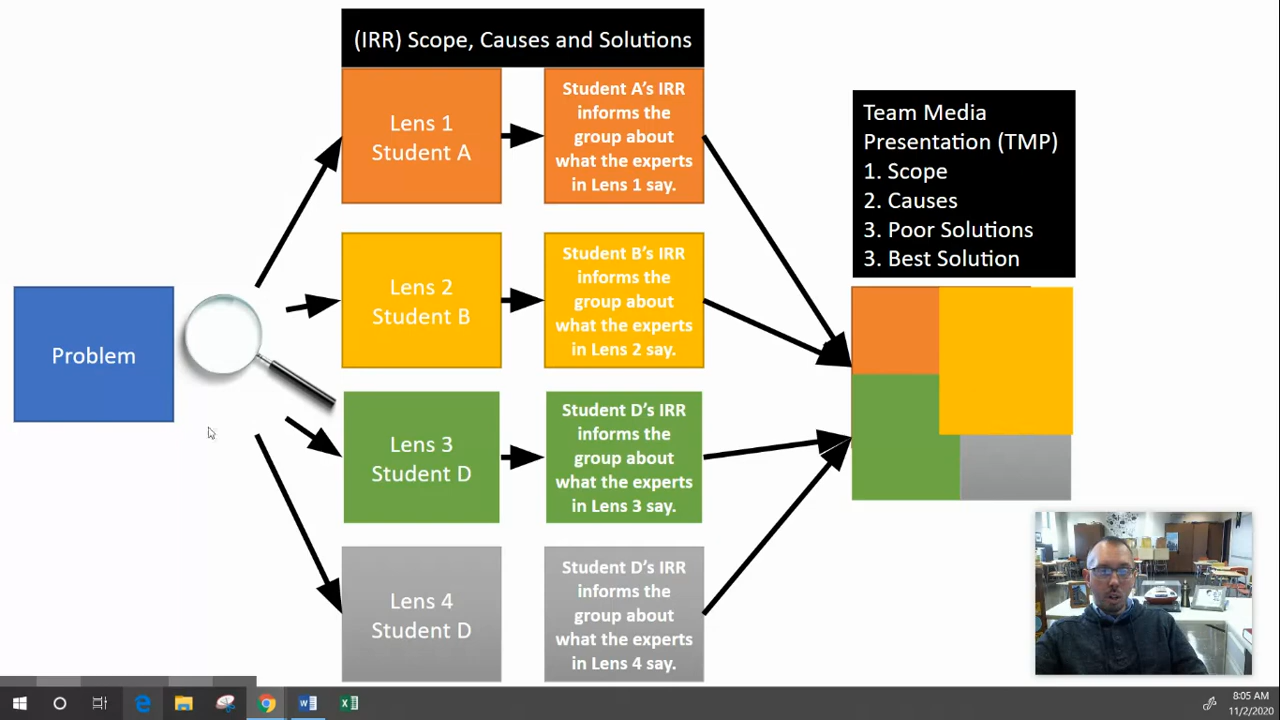 (IRR) Scope, Causes and Solutions
Lens 1
Student A
Student A's IRR
informs the
group about
what the experts
in Lens 1 say.
Lens 2
Student B
Student B's IRR
informs the
group about
what the experts
in Lens 2 say.
Problem
Lens 3
Student D
Student D's IRR
informs the
group about
what the experts
in Lens 3 say.
Lens 4
Student D
Student D's IRR
informs the
group about
what the experts
in Lens 4 say.
Team Media
Presentation (TMP)
1. Scope
2. Causes
3. Poor Solutions
3. Best Solution
8:05 AM
11/2/2020